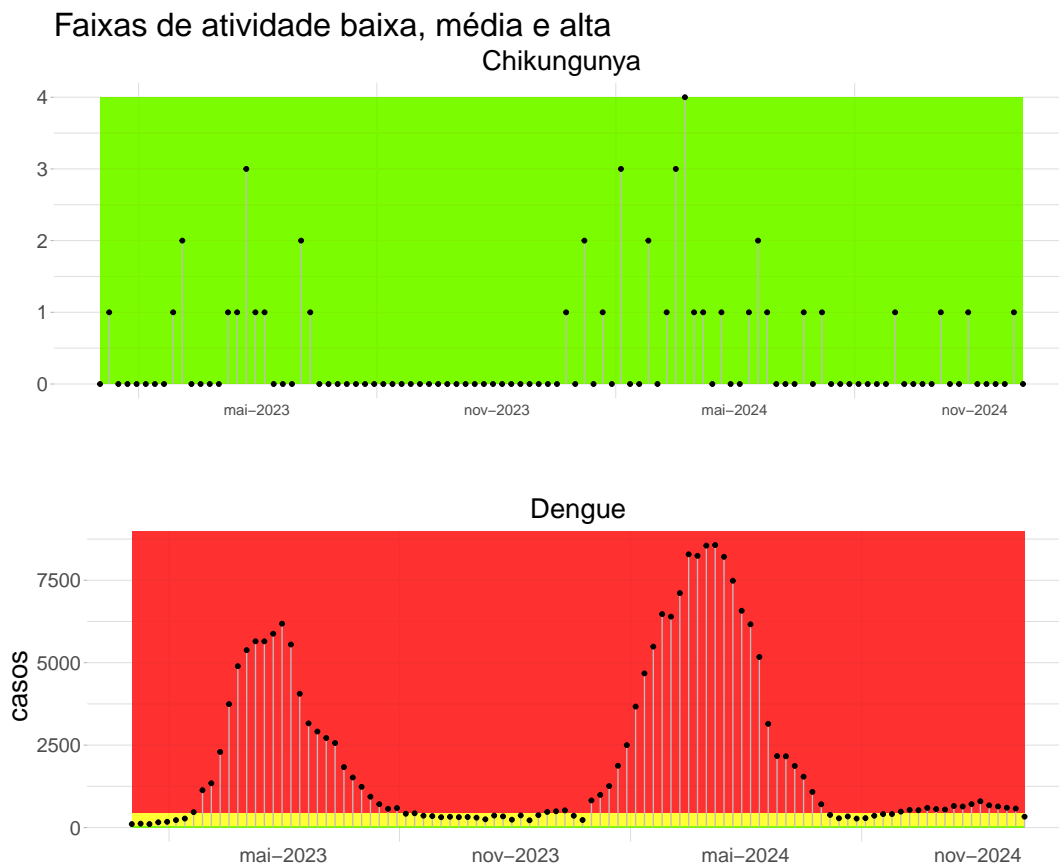 Faixas de atividade baixa, média e alta
Chikungunya
4
3
2
1
0
mai−2023 nov−2023 mai−2024 nov−2024
Dengue
7500
5000
2500
0
casos
mai−2023 nov−2023 mai−2024 nov−2024